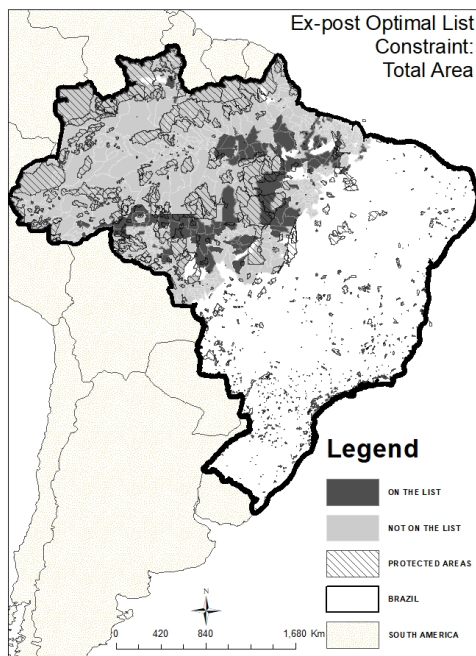 Ex-post Optimal List
Constraint:
Total Area
Legend
ON THE LIST
NOT ON THE LIST
PROTECTED AREAS
BRAZIL
SOUTH AMERICA
N
0 420 840 1,680 Km